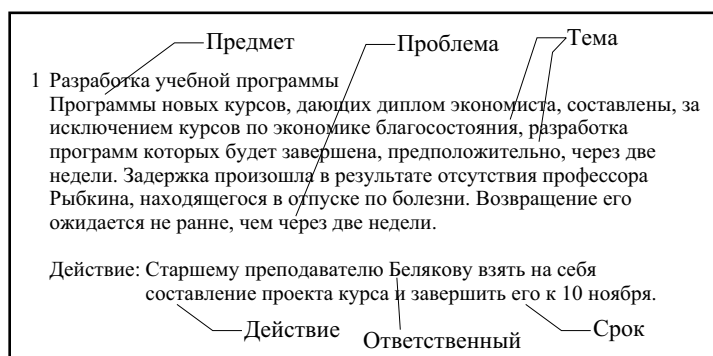 Предмет Проблема Тема
1 Разработка учебной программы
Программы новых курсов, дающих диплом экономиста, составлены, за
исключением курсов по экономике благосостояния, разработка
программ которых будет завершена, предположительно, через две
недели. Задержка произошла в результате отсутствия профессора
Рыбкина, находящегося в отпуске по болезни. Возвращение его
ожидается не ранне, чем через две недели.
Действие: Старшему преподавателю Белякову взять на себя
составление проекта курса и завершить его к 10 ноября.
Действие Ответственный Срок